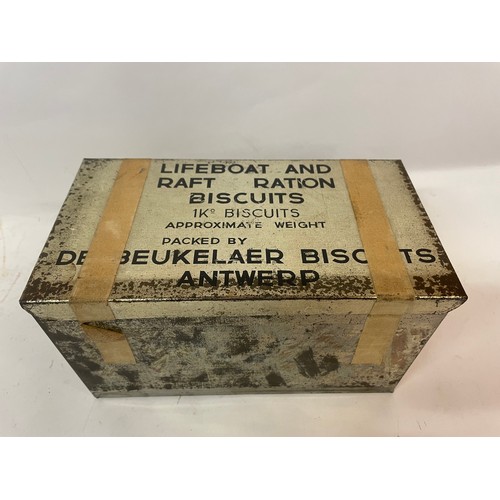 LIFEBOAT AND
RAFT RATION
BISCUITS
1Kº BISCUITS
APPROXIMATE WEIGHT
PACKED BY
DE BEUKELAER BISCUITS
ANTWERP